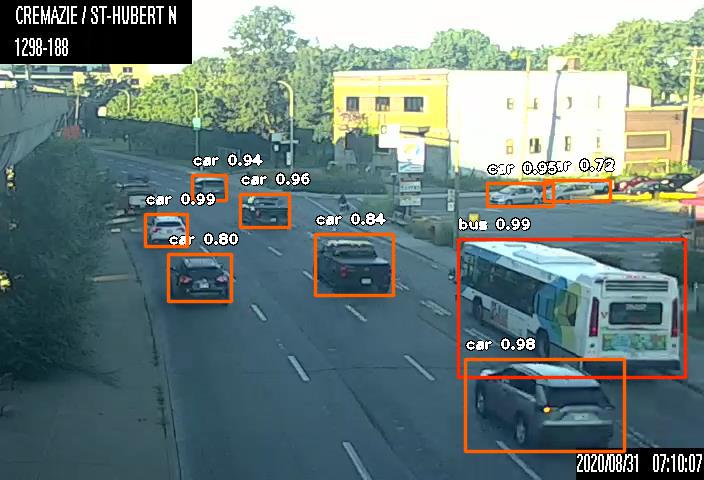 CREMAZIE / ST-HUBERT N
1298-188
car 0.94
car 0.96
car 0.95
car 0.72
car 0.99
car 0.84
bus 0.99
car 0.80
car 0.98
2020/08/31 07:10:07